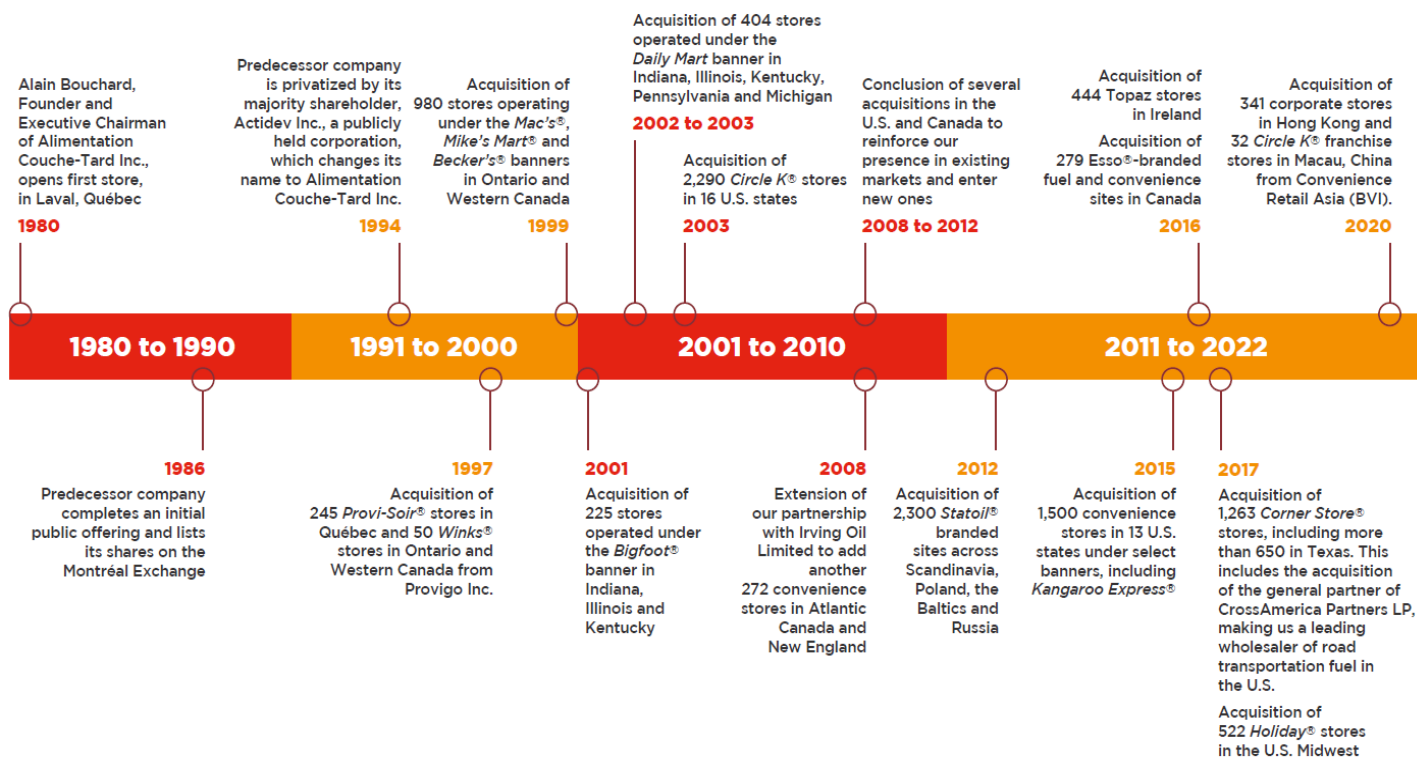 Alain Bouchard,
Founder and
Executive Chairman
of Alimentation
Couche-Tard Inc.,
opens first store,
in Laval, Québec
1980
Predecessor company
is privatized by its
majority shareholder,
Actidev Inc., a publicly
held corporation,
which changes its
name to Alimentation
Couche-Tard Inc.
1994
Acquisition of
980 stores operating
under the Mac's®,
Mike's Mart® and
Becker's® banners
in Ontario and
Western Canada
1999
Acquisition of 404 stores
operated under the
Daily Mart banner in
Indiana, Illinois, Kentucky,
Pennsylvania and Michigan
2002 to 2003
Acquisition of
2,290 Circle K® stores
in 16 U.S. states
2003
Conclusion of several
acquisitions in the
U.S. and Canada to
reinforce our
presence in existing
markets and enter
new ones
2008 to 2012
Acquisition of
444 Topaz stores
in Ireland
Acquisition of
279 Esso®-branded
fuel and convenience
sites in Canada
2016
Acquisition of
341 corporate stores
in Hong Kong and
32 Circle K® franchise
stores in Macau, China
from Convenience
Retail Asia (BVI).
2020
1980 to 1990
1991 to 2000
2001 to 2010
2011 to 2022
1986
Predecessor company
completes an initial
public offering and lists
its shares on the
Montréal Exchange
1997
Acquisition of
245 Provi-Soir® stores in
Québec and 50 Winks®
stores in Ontario and
Western Canada from
Provigo Inc.
2001
Acquisition of
225 stores
operated under
the Bigfoot®
banner in
Indiana,
Illinois and
Kentucky
2008
Extension of
our partnership
with Irving Oil
Limited to add
another
272 convenience
stores in Atlantic
Canada and
New England
2012
Acquisition of
2,300 Statoil®
branded
sites across
Scandinavia,
Poland, the
Baltics and
Russia
2015
Acquisition of
1,500 convenience
stores in 13 U.S.
states under select
banners, including
Kangaroo Express®
2017
Acquisition of
1,263 Corner Store®
stores, including more
than 650 in Texas. This
includes the acquisition
of the general partner of
CrossAmerica Partners LP,
making us a leading
wholesaler of road
transportation fuel in
the U.S.
Acquisition of
522 Holiday® stores
in the U.S. Midwest